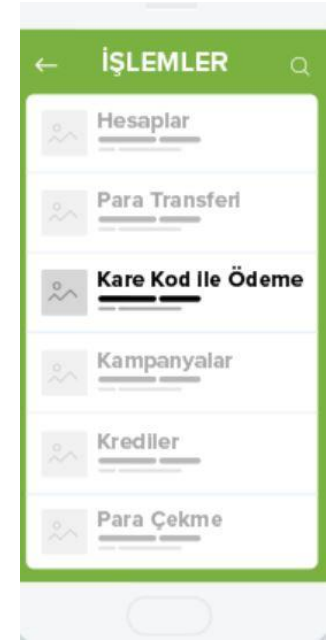 İŞLEMLER
Hesaplar
Para Transferi
Kare Kod ile Ödeme
Kampanyalar
Krediler
Para Çekme